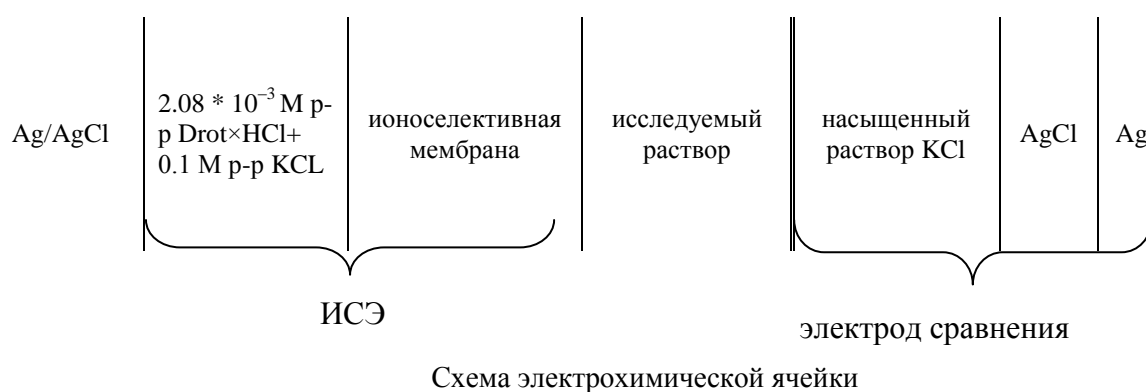 Ag/AgCl
2.08 * 10⁻³ М р-
р Drot×HCl+
0.1 М р-р KCL
ионоселективная
мембрана
исследуемый
раствор
насыщенный
раствор KCl
AgCl
Ag
ИСЭ
электрод сравнения
Схема электрохимической ячейки